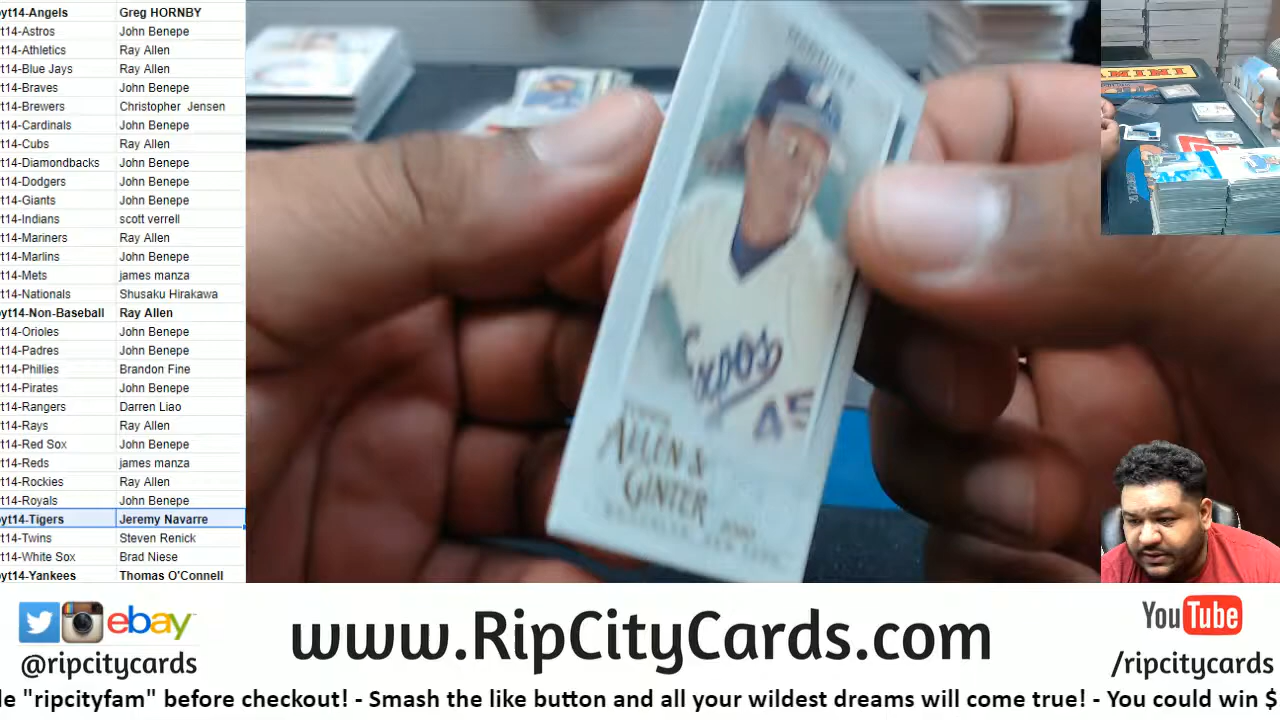 yt14-Angels Greg HORNBY
t14-Astros John Benepe
t14-Athletics Ray Allen
t14-Blue Jays Ray Allen
t14-Braves John Benepe
t14-Brewers Christopher Jensen
t14-Cardinals John Benepe
t14-Cubs Ray Allen
t14-Diamondbacks John Benepe
t14-Dodgers John Benepe
t14-Giants John Benepe
t14-Indians scott verrell
t14-Mariners Ray Allen
t14-Marlins John Benepe
t14-Mets james manza
t14-Nationals Shusaku Hirakawa
yt14-Non-Baseball Ray Allen
t14-Orioles John Benepe
t14-Padres John Benepe
t14-Phillies Brandon Fine
t14-Pirates John Benepe
t14-Rangers Darren Liao
t14-Rays Ray Allen
t14-Red Sox John Benepe
t14-Reds james manza
t14-Rockies Ray Allen
t14-Royals John Benepe
yt14-Tigers Jeremy Navarre
t14-Twins Steven Renick
t14-White Sox Brad Niese
yt14-Yankees Thomas O'Connell
Expos
45
TOPPS
ALLEN &
GINTER
MINI
ebay
@ripcitycards
www.RipCityCards.com
YouTube
/ripcitycards
le "ripcityfam" before checkout! - Smash the like button and all your wildest dreams will come true! - You could win $